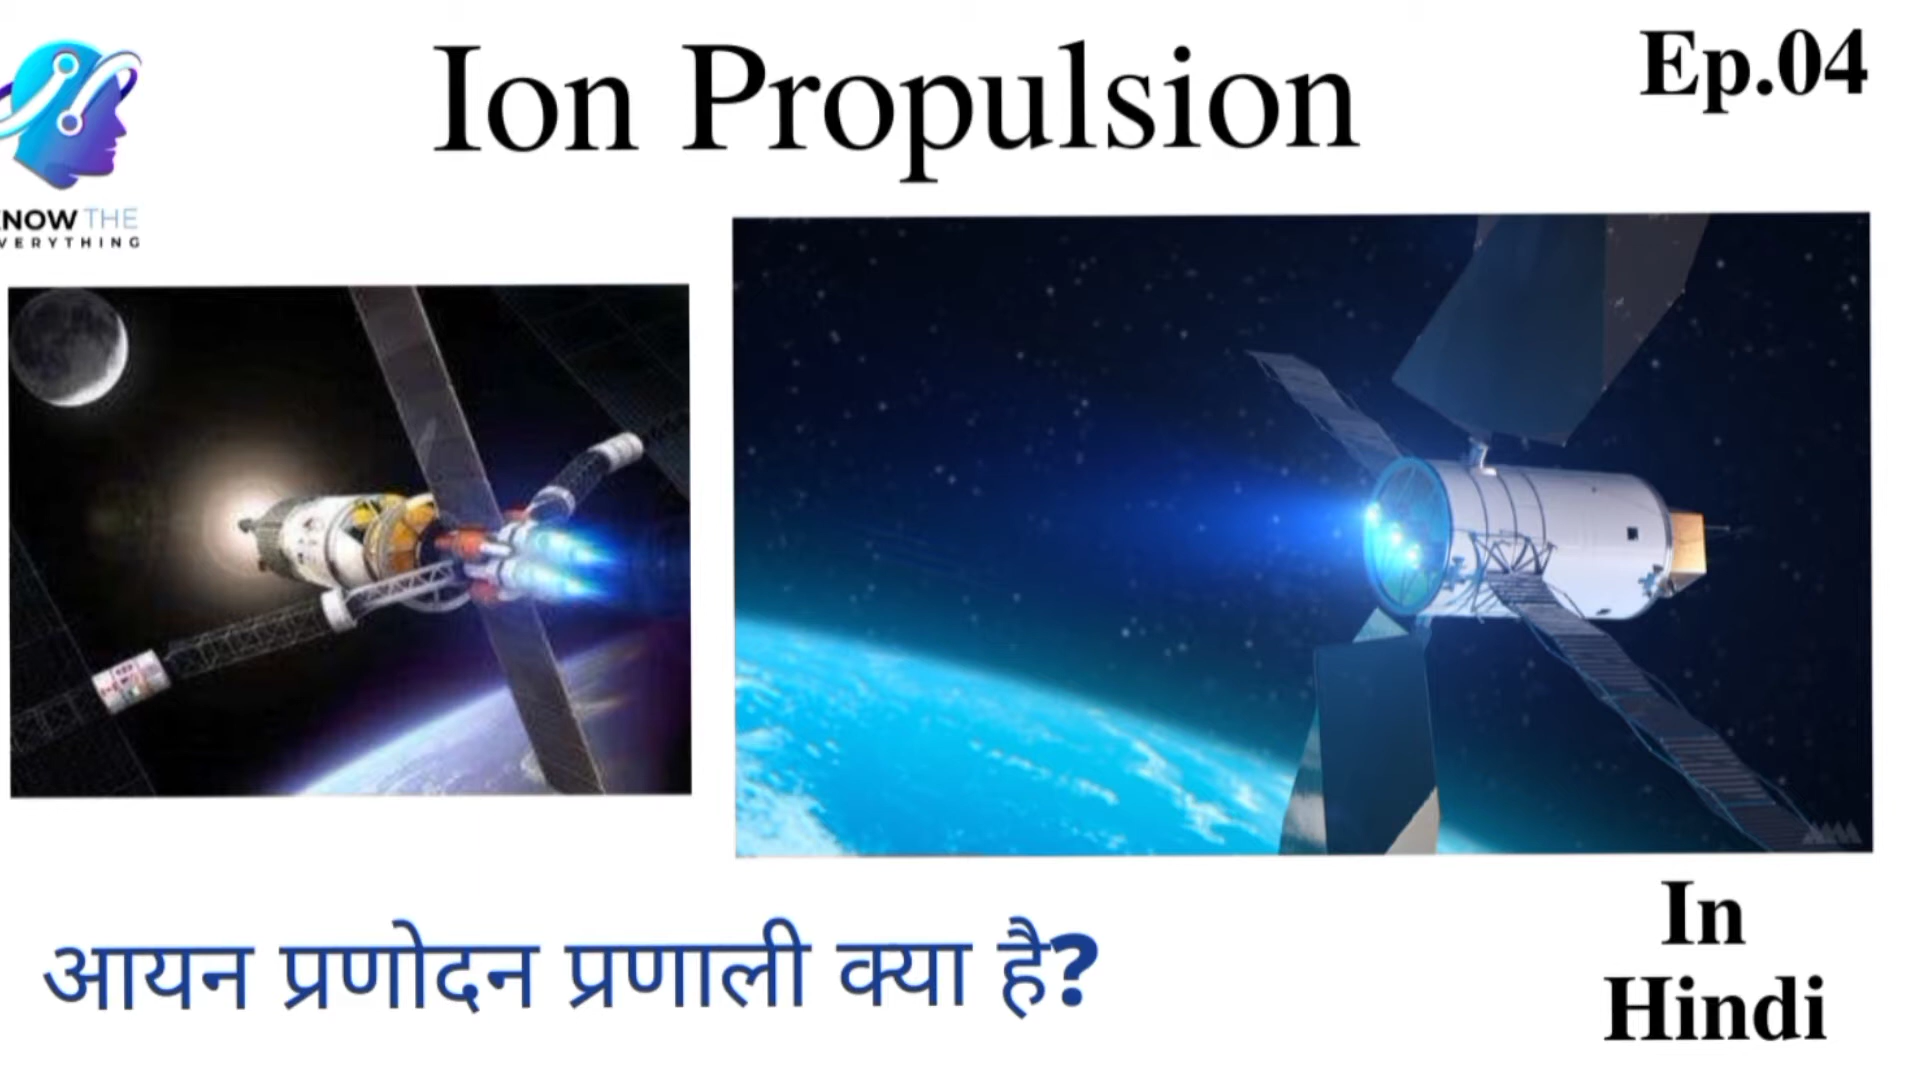 Ion Propulsion
Ep.04
NOW THE
VERYTHING
आयन प्रणोदन प्रणाली क्या है?
In
Hindi